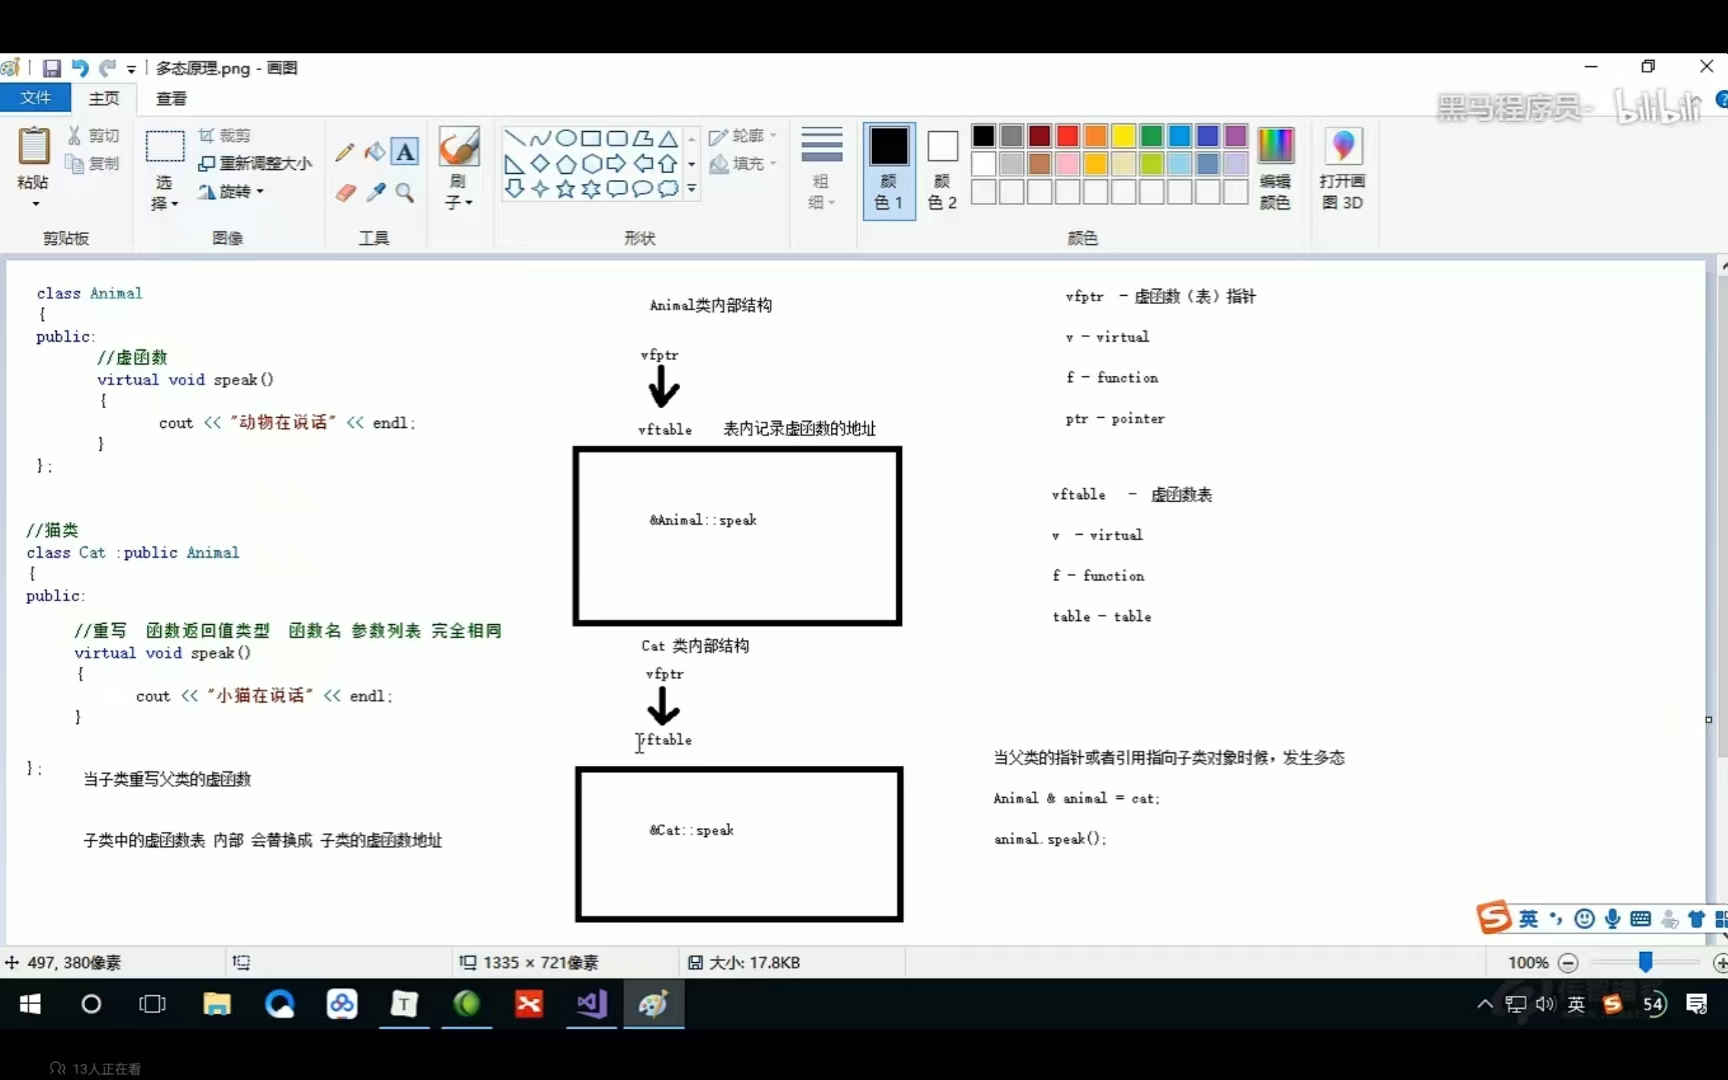 多态原理.png - 画图
文件 主页 查看
黑马程序员- bilibili
粘贴
剪切
复制
剪贴板
选择
裁剪
重新调整大小
旋转
图像
A
工具
刷子
形状
轮廓
填充
粗细
颜色 1
颜色 2
编辑颜色
颜色
打开画图 3D
class Animal
{
public:
//虚函数
virtual void speak()
{
cout << "动物在说话" << endl;
}
};
//猫类
class Cat :public Animal
{
public:
//重写 函数返回值类型 函数名 参数列表 完全相同
virtual void speak()
{
cout << "小猫在说话" << endl;
}
};
当子类重写父类的虚函数
子类中的虚函数表 内部 会替换成 子类的虚函数地址
Animal类内部结构
vfptr
vftable 表内记录虚函数的地址
&Animal::speak
Cat 类内部结构
vfptr
vftable
&Cat::speak
vfptr - 虚函数（表）指针
v - virtual
f - function
ptr - pointer
vftable - 虚函数表
v - virtual
f - function
table - table
当父类的指针或者引用指向子类对象时候，发生多态
Animal & animal = cat;
animal.speak();
S 英
497, 380像素
1335 × 721像素
大小: 17.8KB
100%
T
英 S 54
13人正在看